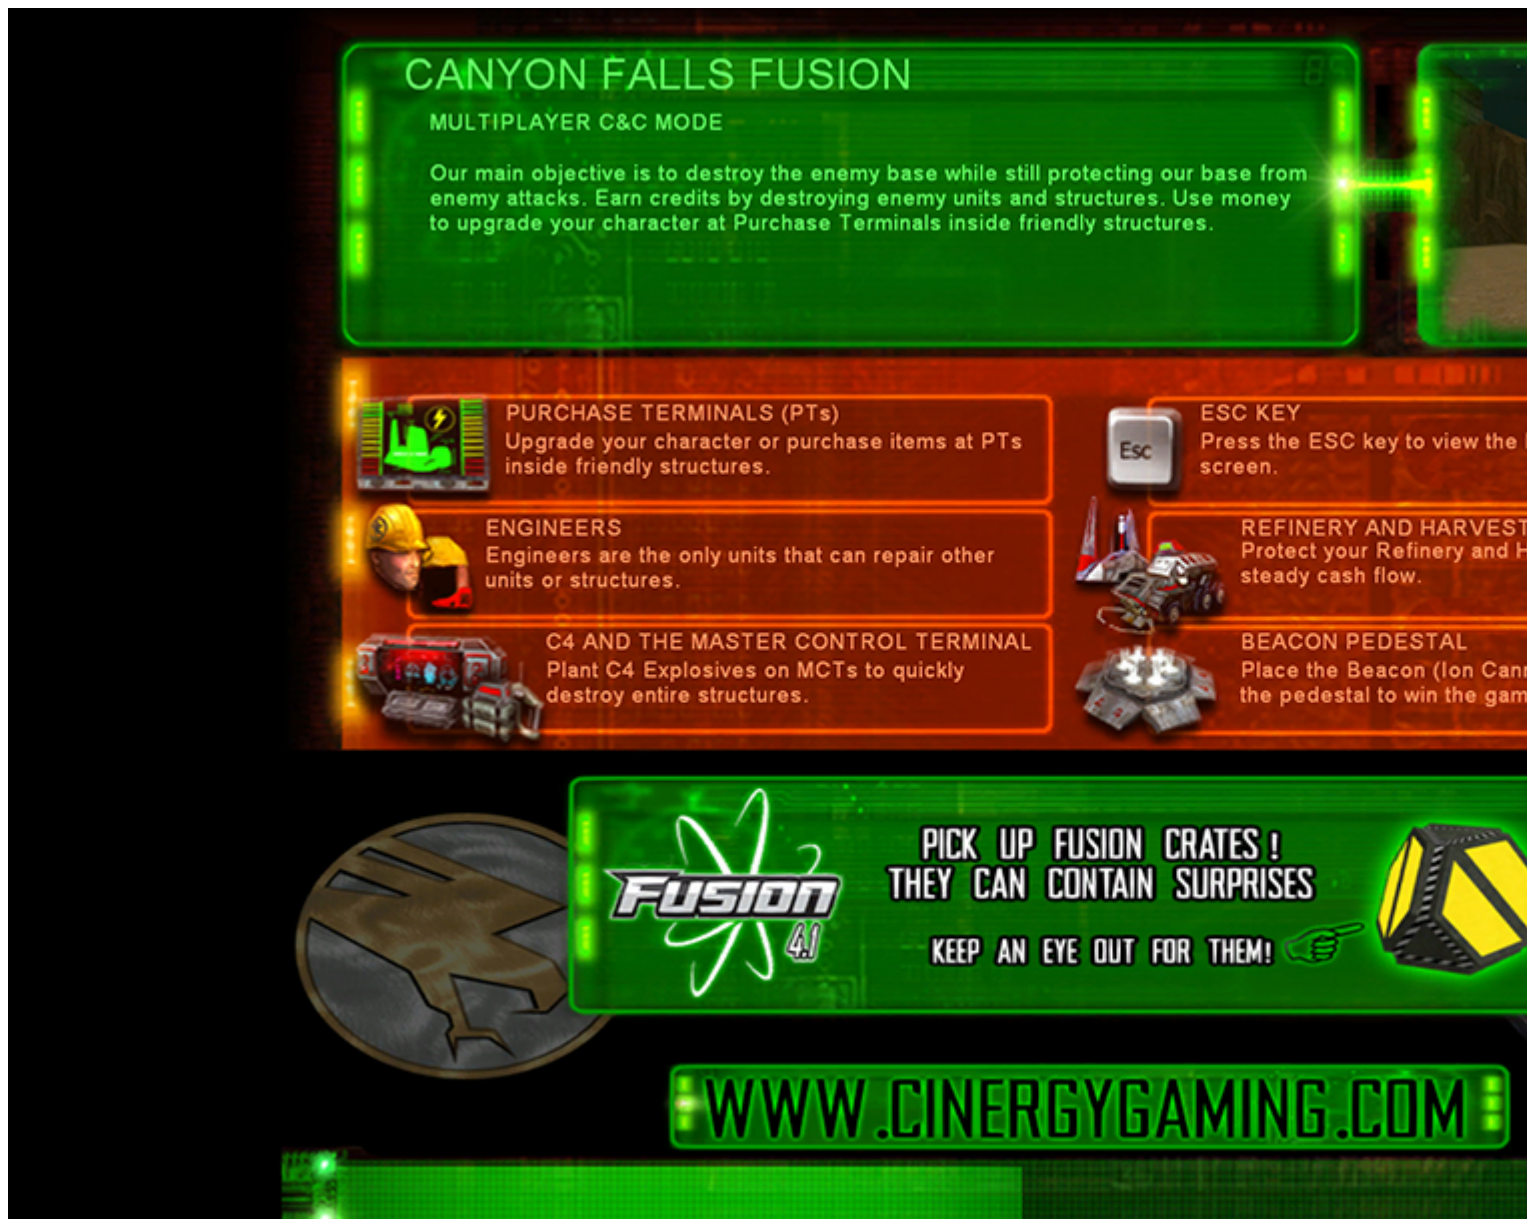 CANYON FALLS FUSION
MULTIPLAYER C&C MODE
Our main objective is to destroy the enemy base while still protecting our base from
enemy attacks. Earn credits by destroying enemy units and structures. Use money
to upgrade your character at Purchase Terminals inside friendly structures.
PURCHASE TERMINALS (PTs)
Upgrade your character or purchase items at PTs
inside friendly structures.
ENGINEERS
Engineers are the only units that can repair other
units or structures.
C4 AND THE MASTER CONTROL TERMINAL
Plant C4 Explosives on MCTs to quickly
destroy entire structures.
Esc
ESC KEY
Press the ESC key to view the
screen.
REFINERY AND
Protect your Refinery and
steady cash flow.
BEACON PEDESTAL
Place the Beacon (Ion
the pedestal to win the
FUSION
4.1
PICK UP FUSION CRATES !
THEY CAN CONTAIN SURPRISES
KEEP AN EYE OUT FOR THEM!
WWW.CINERGYGAMING.COM